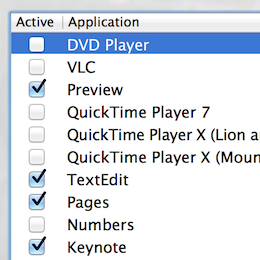 Active Application
DVD Player
VLC
Preview
QuickTime Player 7
QuickTime Player X (Lion a
QuickTime Player X (Moun
TextEdit
Pages
Numbers
Keynote